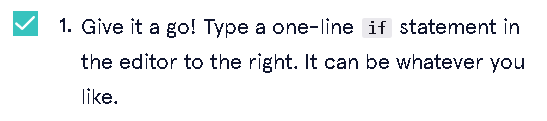 1. Give it a go! Type a one-line if statement in
the editor to the right. It can be whatever you
like.